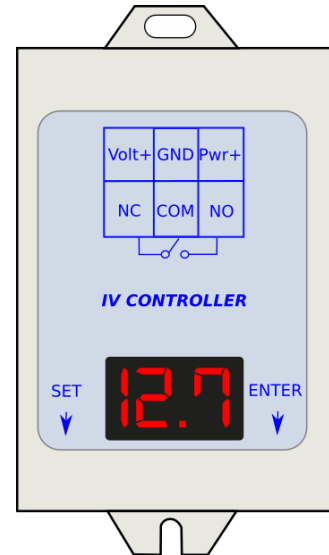 Volt+ GND Pwr+
NC COM NO
IV CONTROLLER
12.7
SET ENTER